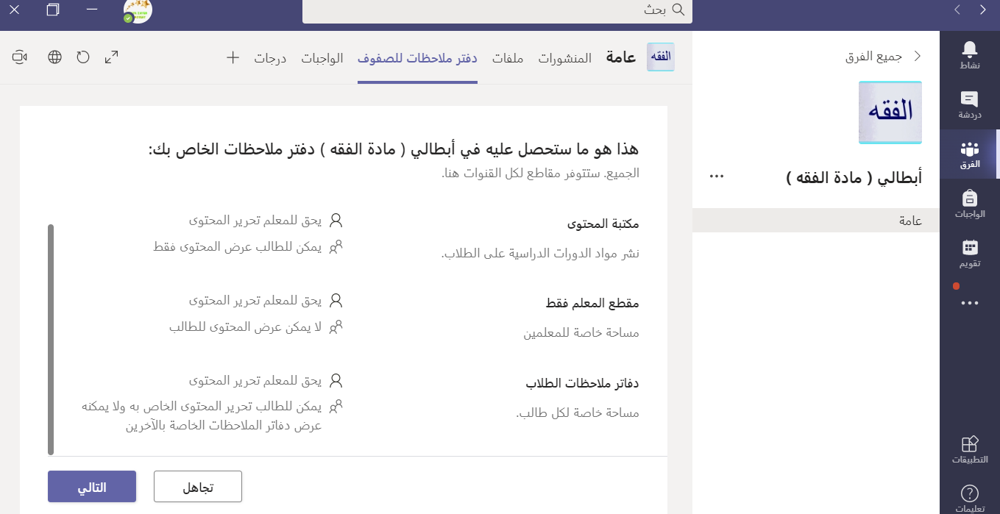 بحث
نشاط
دردشة
الفرق
الواجبات
تقويم
التطبيقات
تعليمات
جميع الفرق
الفقه
أبطالي ( مادة الفقه )
عامة
الفقه
عامة
المنشورات
ملفات
دفتر ملاحظات للصفوف
الواجبات
درجات
هذا هو ما ستحصل عليه في أبطالي ( مادة الفقه ) دفتر ملاحظات الخاص بك:
الجميع. ستتوفر مقاطع لكل القنوات هنا.
مكتبة المحتوى
نشر مواد الدورات الدراسية على الطلاب.
يحق للمعلم تحرير المحتوى
يمكن للطالب عرض المحتوى فقط
مقطع المعلم فقط
مساحة خاصة للمعلمين
يحق للمعلم تحرير المحتوى
لا يمكن عرض المحتوى للطالب
دفاتر ملاحظات الطلاب
مساحة خاصة لكل طالب.
يحق للمعلم تحرير المحتوى
يمكن للطالب تحرير المحتوى الخاص به ولا يمكنه
عرض دفاتر الملاحظات الخاصة بالآخرين
تجاهل
التالي